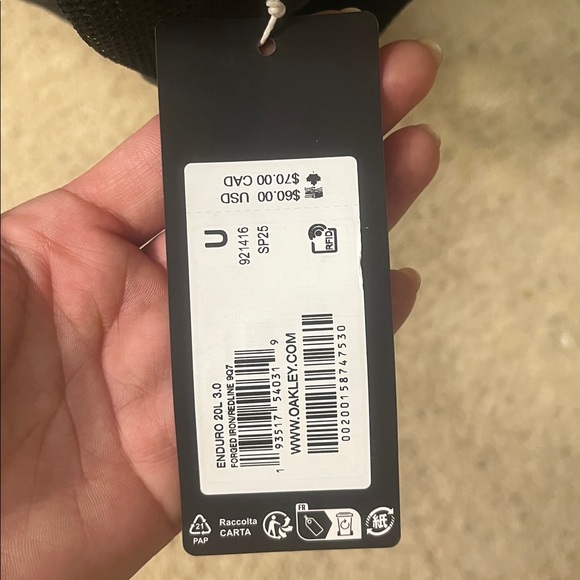 $70.00 CAD
$60.00 USD
U
921416
SP25
RFID
ENDURO 20L 3.0
FORGED IRON/REDLINE 9Q7
1 93517 54031 9
WWW.OAKLEY.COM
00200158747530
21
PAP
Raccolta
CARTA
FR
紙